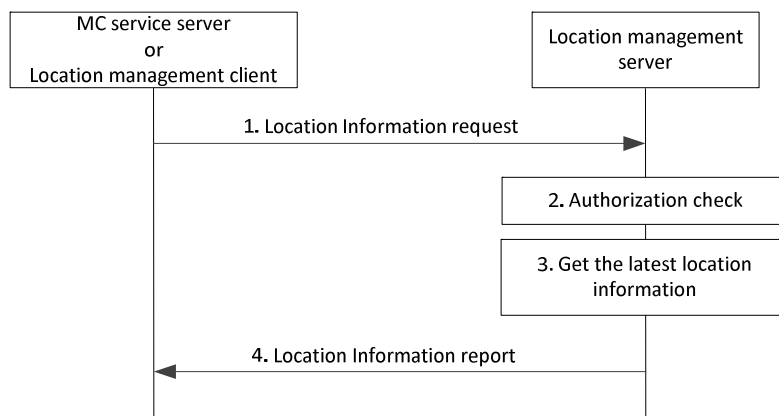 MC service server
or
Location management client
Location management
server
1. Location Information request
2. Authorization check
3. Get the latest location
information
4. Location Information report